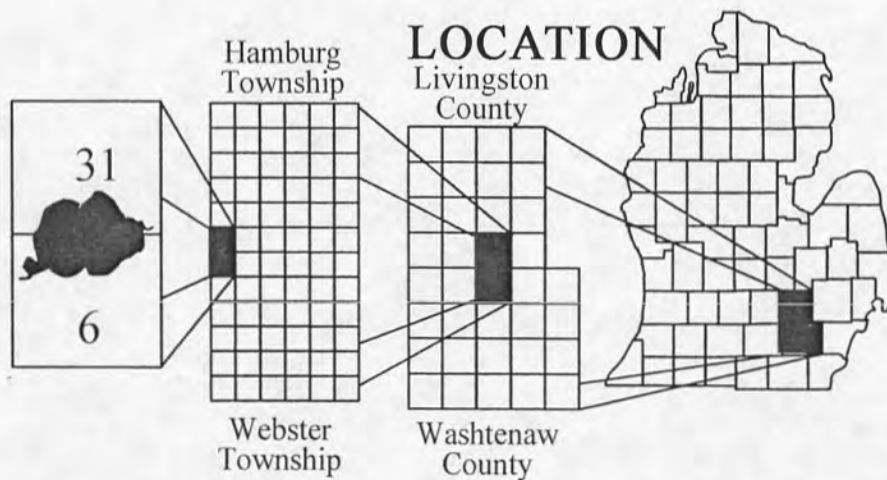 LOCATION
Hamburg
Township
Livingston
County
31
6
Webster
Township
Washtenaw
County